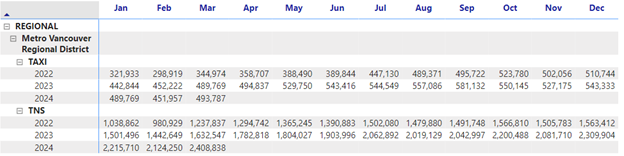 Jan Feb Mar Apr May Jun Jul Aug Sep Oct Nov Dec
REGIONAL
Metro Vancouver
Regional District
TAXI
2022 321,933 298,919 344,974 358,707 388,490 389,844 447,130 489,371 495,722 523,780 502,056 510,744
2023 442,844 452,222 489,769 494,837 529,750 543,416 544,549 557,086 581,132 550,145 527,175 543,333
2024 489,769 451,957 493,787
TNS
2022 1,038,862 980,929 1,237,837 1,294,742 1,365,245 1,390,883 1,502,080 1,479,880 1,491,748 1,566,810 1,505,783 1,563,412
2023 1,501,496 1,442,649 1,632,547 1,782,818 1,804,027 1,903,996 2,062,892 2,019,129 2,042,997 2,200,488 2,081,710 2,309,904
2024 2,215,710 2,124,250 2,408,838